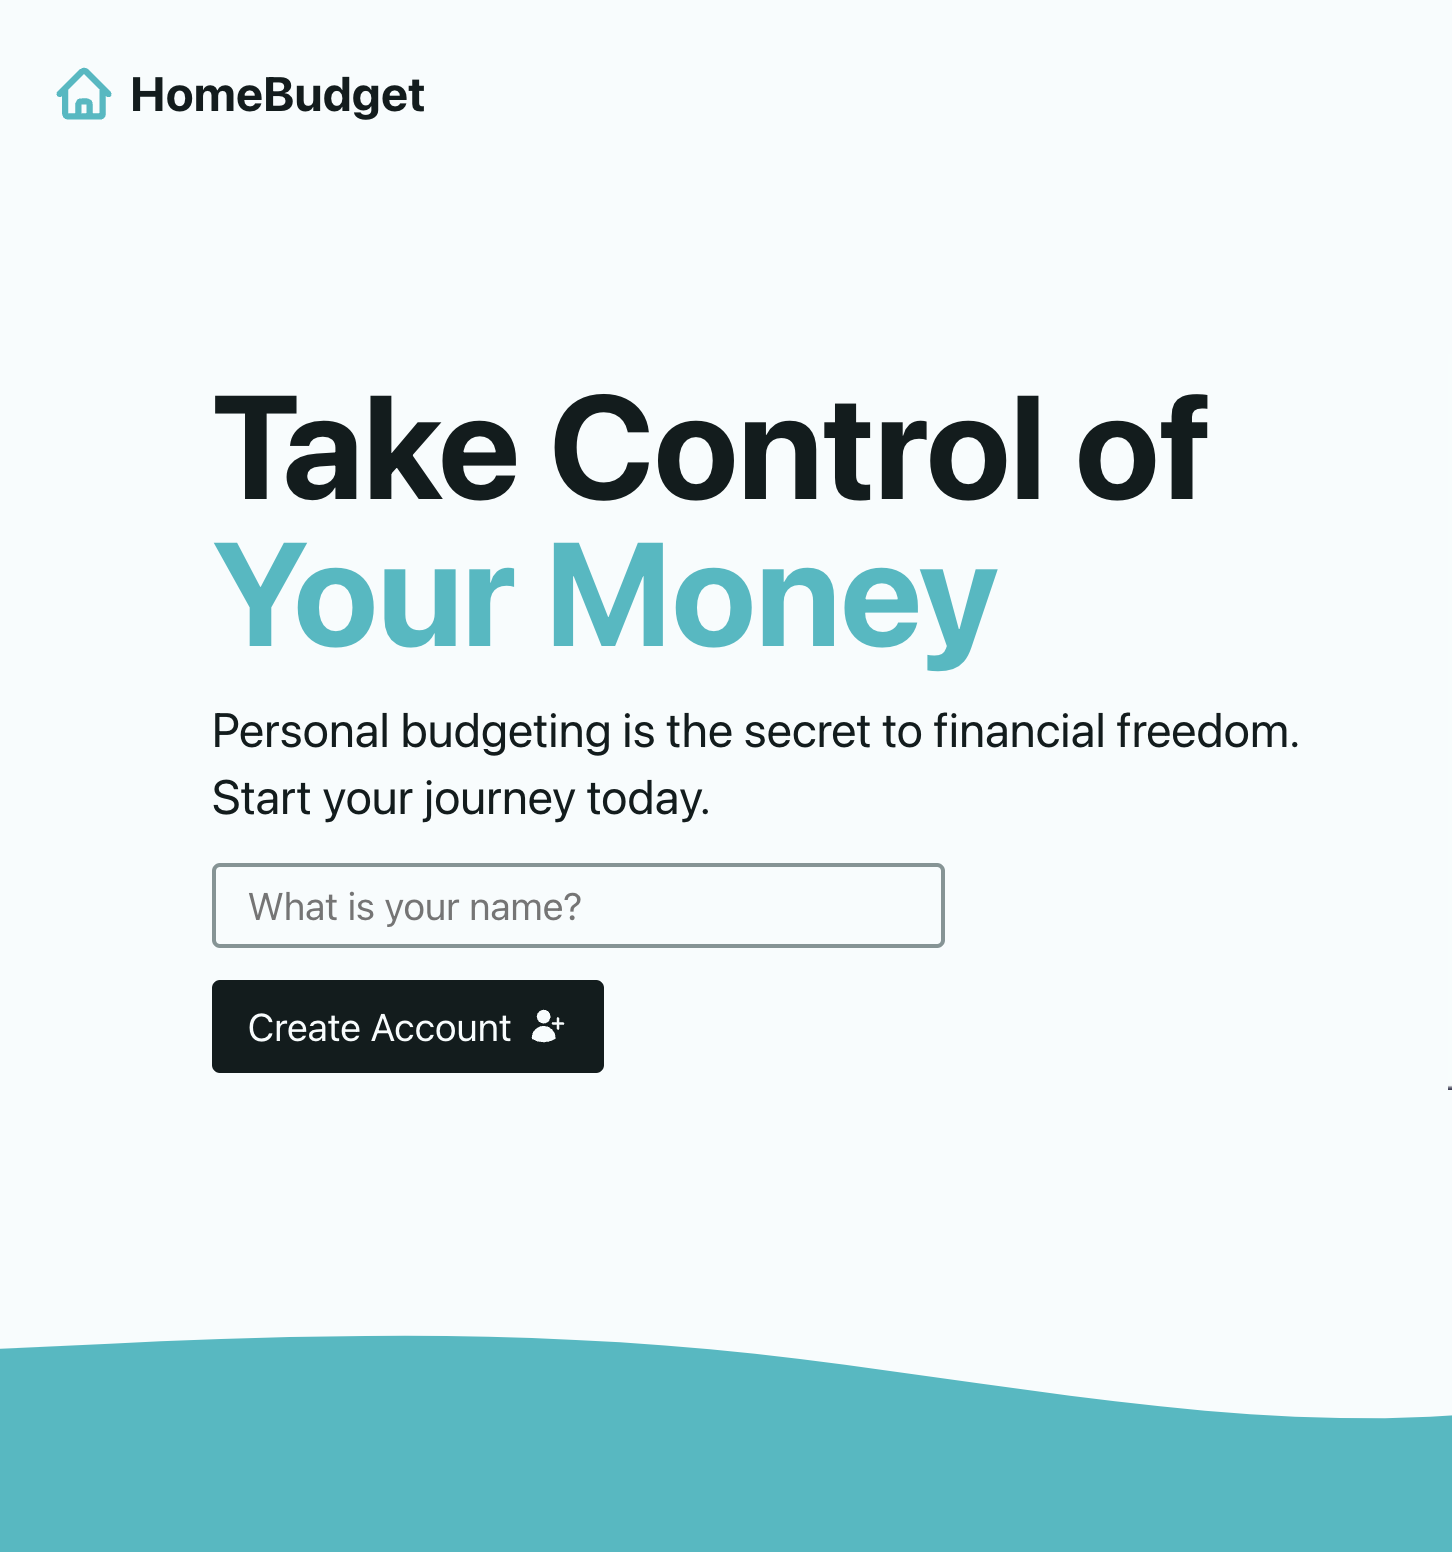 HomeBudget
Take Control of
Your Money
Personal budgeting is the secret to financial freedom.
Start your journey today.
What is your name?
Create Account